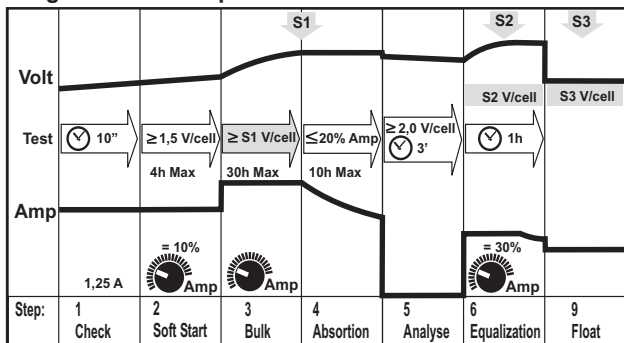 S1 S2 S3
Volt
S2 V/cell S3 V/cell
Test 10" ≥1,5 V/cell ≥ S1 V/cell ≤20% Amp ≥2,0 V/cell 3' 1h
4h Max 30h Max 10h Max
Amp
= 10% = 30%
1,25 A Amp Amp Amp
Step: 1 2 3 4 5 6 9
Check Soft Start Bulk Absortion Analyse Equalization Float